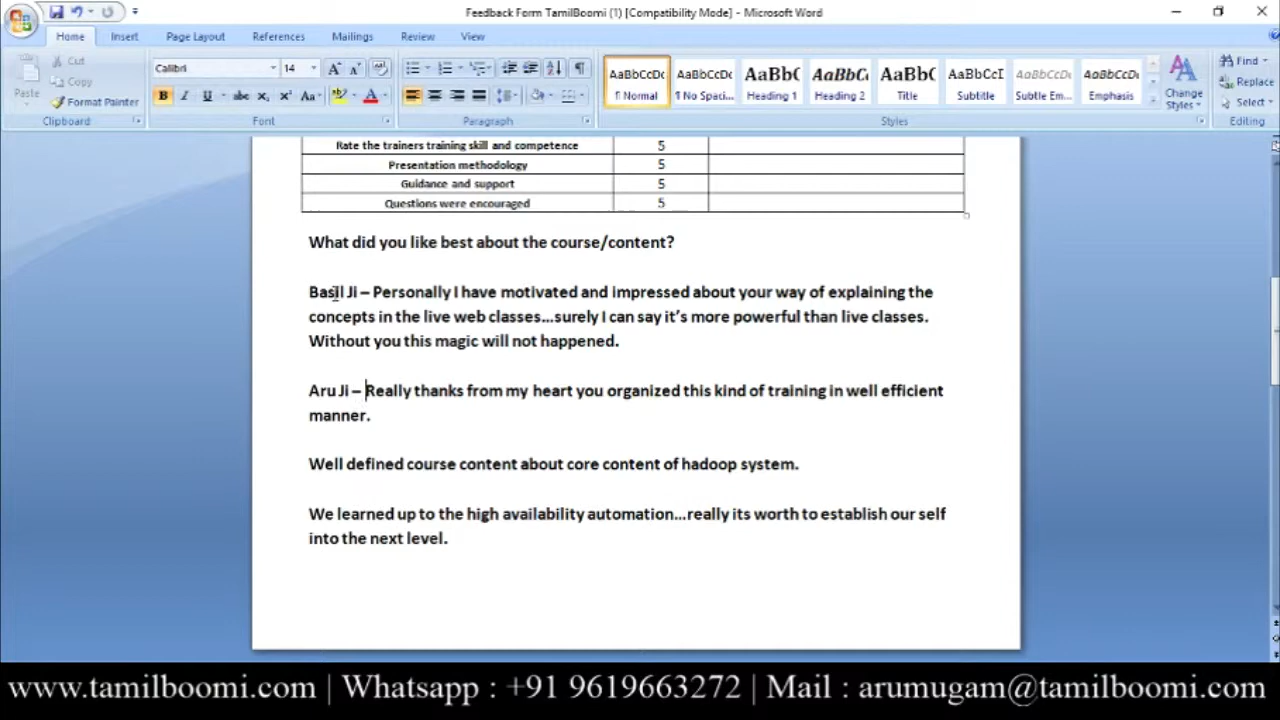 Feedback Form TamilBoomi (1) [Compatibility Mode] - Microsoft Word
Home Insert Page Layout References Mailings Review View
Paste
Cut
Copy
Format Painter
Clipboard
Calibri 14
B I U abc X₂ X² Aa
Font
Paragraph
AaBbCcDc AaBbCcDc AaBbC AaBbC AaBbC AaBbCcI AaBbCcDc AaBbCcDc
¶ Normal ¶ No Spaci... Heading 1 Heading 2 Title Subtitle Subtle Em... Emphasis
Change
Styles
Styles
Find
Replace
Select
Editing
Rate the trainers training skill and competence 5
Presentation methodology 5
Guidance and support 5
Questions were encouraged 5
What did you like best about the course/content?
Basil Ji – Personally I have motivated and impressed about your way of explaining the
concepts in the live web classes...surely I can say it's more powerful than live classes.
Without you this magic will not happened.
Aru Ji – Really thanks from my heart you organized this kind of training in well efficient
manner.
Well defined course content about core content of hadoop system.
We learned up to the high availability automation...really its worth to establish our self
into the next level.
www.tamilboomi.com | Whatsapp : +91 9619663272 | Mail : arumugam@tamilboomi.com